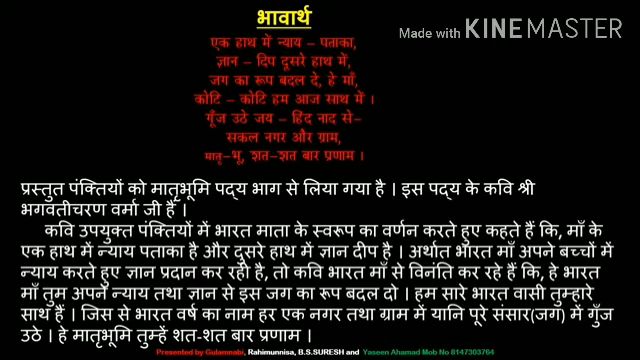 भावार्थ
Made with KINEMASTER
एक हाथ में न्याय – पताका,
ज्ञान – दिप दूसरे हाथ में,
जग का रूप बदल दे, हे माँ,
कोटि – कोटि हम आज साथ में ।
गूँज उठे जय – हिंद नाद से–
सकल नगर और ग्राम,
मातृ–भू, शत–शत बार प्रणाम ।
प्रस्तुत पंक्तियों को मातृभूमि पद्य भाग से लिया गया है । इस पद्य के कवि श्री
भगवतीचरण वर्मा जी हैं ।
कवि उपयुक्त पंक्तियों में भारत माता के स्वरूप का वर्णन करते हुए कहते हैं कि, माँ के
एक हाथ में न्याय पताका है और दूसरे हाथ में ज्ञान दीप है । अर्थात भारत माँ अपने बच्चों में
न्याय करते हुए ज्ञान प्रदान कर रही है, तो कवि भारत माँ से विनंति कर रहे हैं कि, हे भारत
माँ तुम अपने न्याय तथा ज्ञान से इस जग का रूप बदल दो । हम सारे भारत वासी तुम्हारे
साथ हैं । जिस से भारत वर्ष का नाम हर एक नगर तथा ग्राम में यानि पूरे संसार(जग) में गुँज
उठे । हे मातृभूमि तुम्हें शत-शत बार प्रणाम ।
Presented by Gulamnabi, Rahimunnisa, B.S.SURESH and Yaseen Ahamad Mob No 8147303764